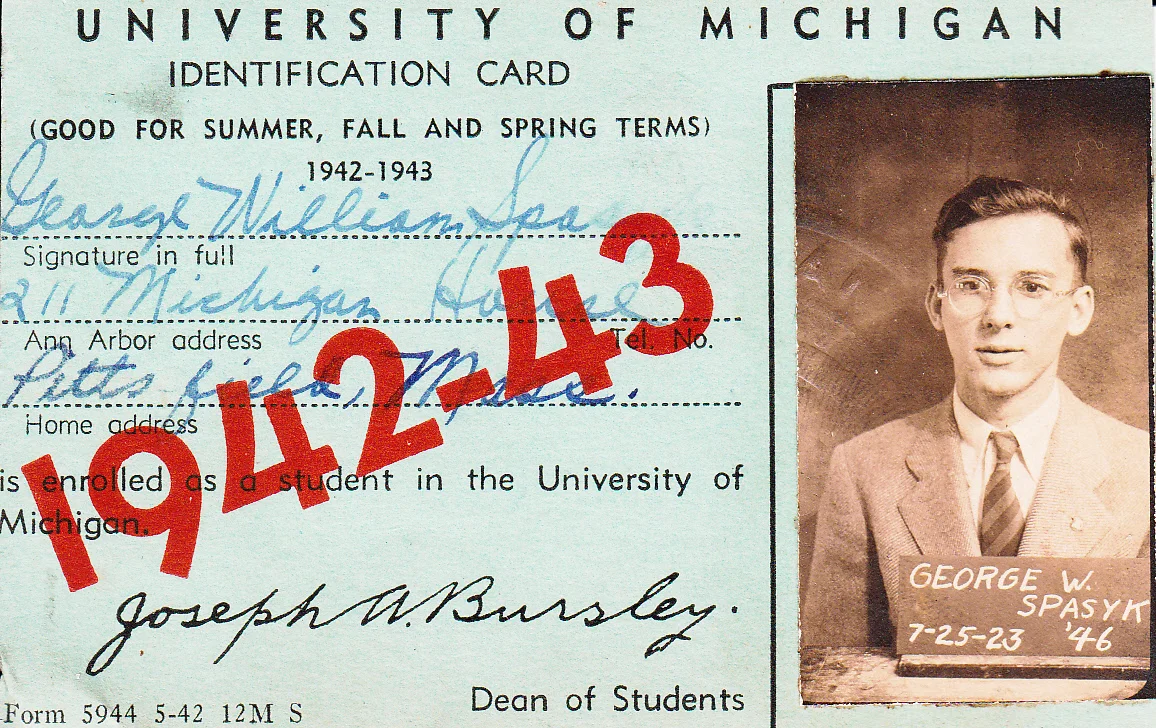 UNIVERSITY OF MICHIGAN
IDENTIFICATION CARD
(GOOD FOR SUMMER, FALL AND SPRING TERMS)
1942-1943
George William Spa
Signature in full
211 Michigan House
Ann Arbor address Tel. No.
Pittsfield, Mass.
Home address
1942-43
is enrolled as a student in the University of
Michigan.
Joseph A. Bursley.
Dean of Students
Form 5944 5-42 12M S
GEORGE W.
SPASYK
7-25-23 '46